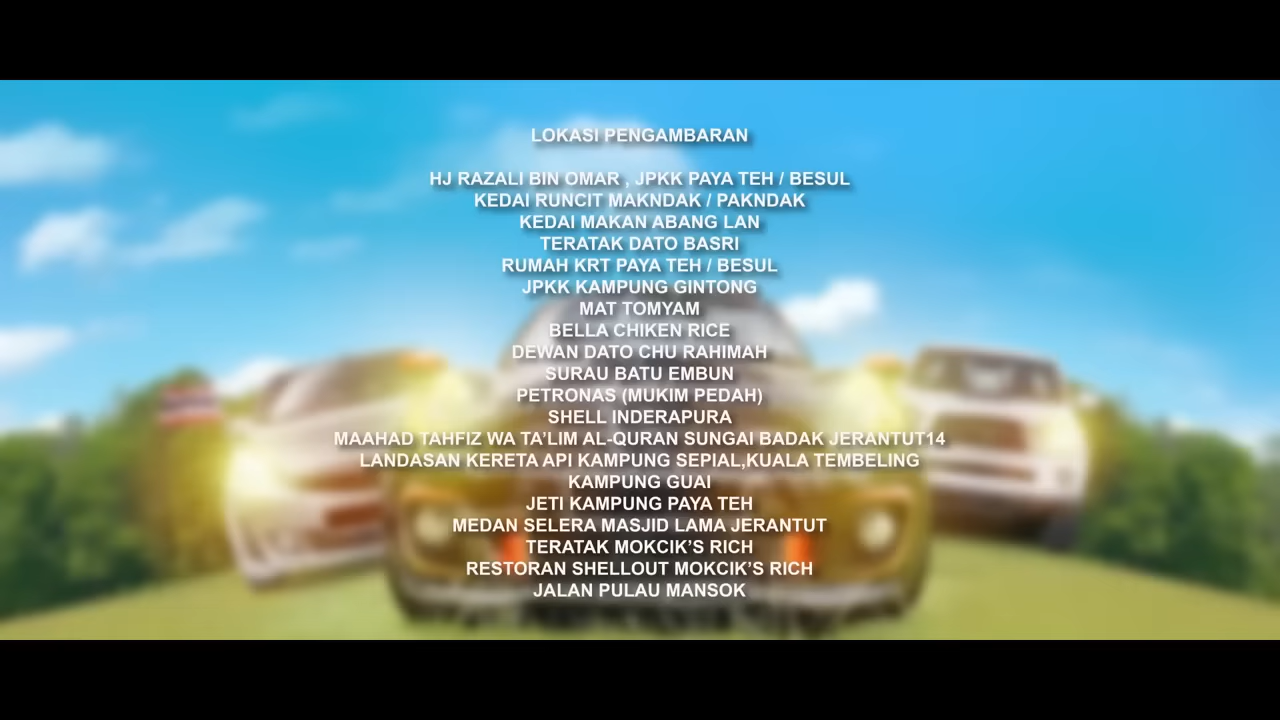 LOKASI PENGAMBARAN
HJ RAZALI BIN OMAR , JPKK PAYA TEH / BESUL
KEDAI RUNCIT MAKNDAK / PAKNDAK
KEDAI MAKAN ABANG LAN
TERATAK DATO BASRI
RUMAH KRT PAYA TEH / BESUL
JPKK KAMPUNG GINTONG
MAT TOMYAM
BELLA CHIKEN RICE
DEWAN DATO CHU RAHIMAH
SURAU BATU EMBUN
PETRONAS (MUKIM PEDAH)
SHELL INDERAPURA
MAAHAD TAHFIZ WA TA’LIM AL-QURAN SUNGAI BADAK JERANTUT14
LANDASAN KERETA API KAMPUNG SEPIAL,KUALA TEMBELING
KAMPUNG GUAI
JETI KAMPUNG PAYA TEH
MEDAN SELERA MASJID LAMA JERANTUT
TERATAK MOKCIK’S RICH
RESTORAN SHELLOUT MOKCIK’S RICH
JALAN PULAU MANSOK